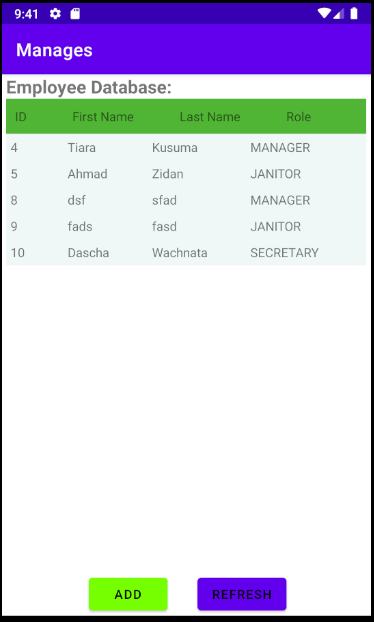 9:41
Manages
Employee Database:
ID First Name Last Name Role
4 Tiara Kusuma MANAGER
5 Ahmad Zidan JANITOR
8 dsf sfad MANAGER
9 fads fasd JANITOR
10 Dascha Wachnata SECRETARY
ADD REFRESH